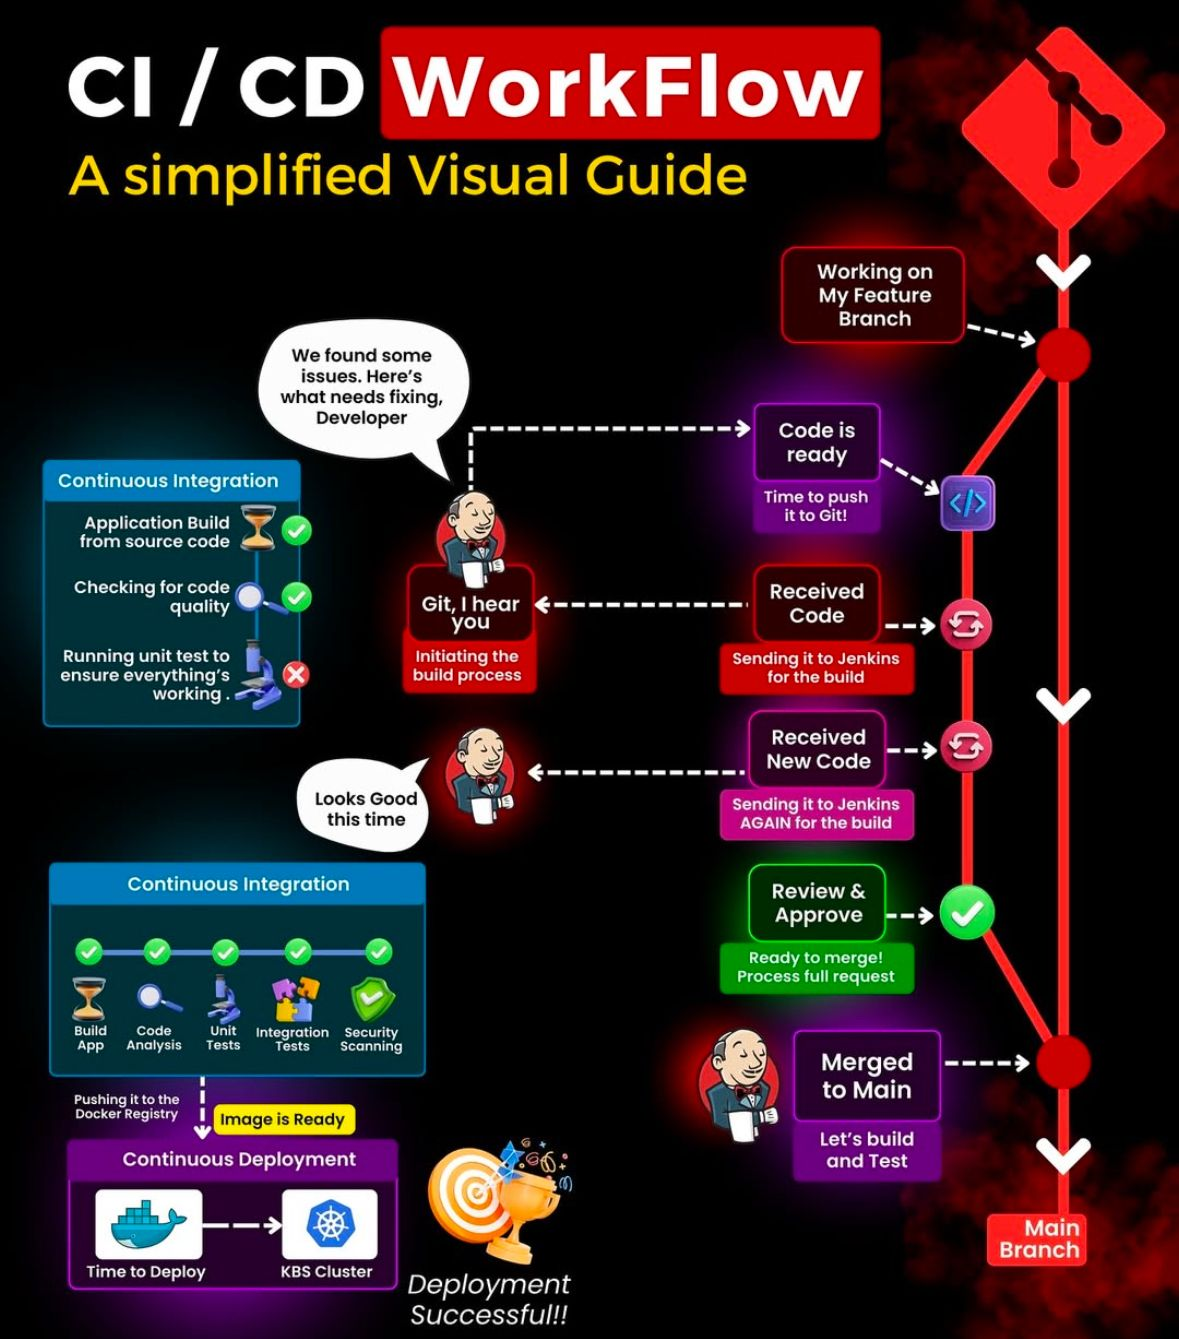 CI / CD WorkFlow
A simplified Visual Guide
Working on
My Feature
Branch
We found some
issues. Here's
what needs fixing,
Developer
Code is
ready
Time to push
it to Git!
Continuous Integration
Application Build
from source code
Checking for code
quality
Running unit test to
ensure everything's
working .
Git, I hear
you
Initiating the
build process
Received
Code
Sending it to Jenkins
for the build
Received
New Code
Sending it to Jenkins
AGAIN for the build
Looks Good
this time
Review &
Approve
Ready to merge!
Process full request
Continuous Integration
Build
App
Code
Analysis
Unit
Tests
Integration
Tests
Security
Scanning
Merged
to Main
Let's build
and Test
Pushing it to the
Docker Registry
Image is Ready
Continuous Deployment
Time to Deploy
KBS Cluster
Deployment
Successful!!
Main
Branch